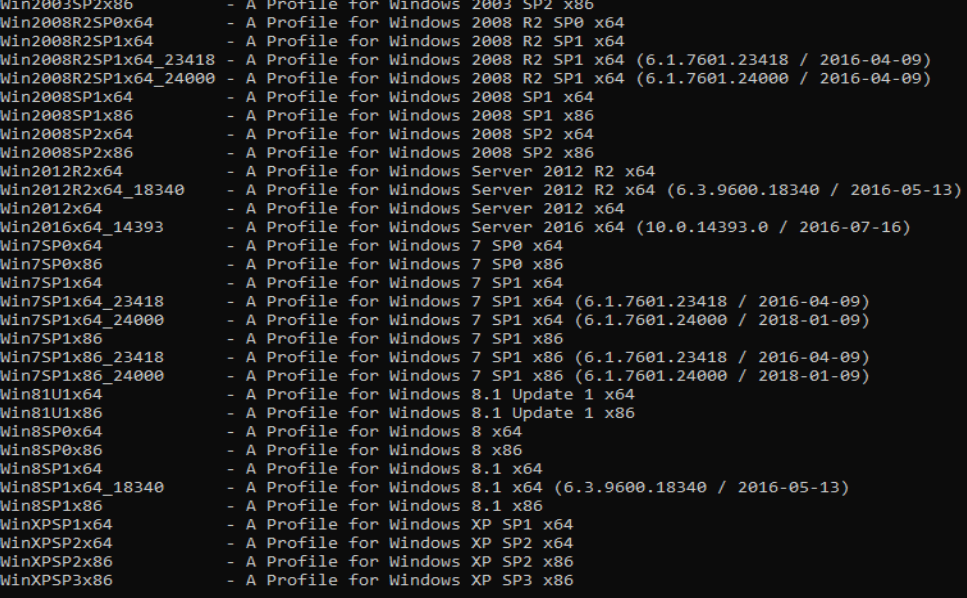 Win2003SP2x86 - A Profile for Windows 2003 SP2 x86
Win2008R2SP0x64 - A Profile for Windows 2008 R2 SP0 x64
Win2008R2SP1x64 - A Profile for Windows 2008 R2 SP1 x64
Win2008R2SP1x64_23418 - A Profile for Windows 2008 R2 SP1 x64 (6.1.7601.23418 / 2016-04-09)
Win2008R2SP1x64_24000 - A Profile for Windows 2008 R2 SP1 x64 (6.1.7601.24000 / 2016-04-09)
Win2008SP1x64 - A Profile for Windows 2008 SP1 x64
Win2008SP1x86 - A Profile for Windows 2008 SP1 x86
Win2008SP2x64 - A Profile for Windows 2008 SP2 x64
Win2008SP2x86 - A Profile for Windows 2008 SP2 x86
Win2012R2x64 - A Profile for Windows Server 2012 R2 x64
Win2012R2x64_18340 - A Profile for Windows Server 2012 R2 x64 (6.3.9600.18340 / 2016-05-13)
Win2012x64 - A Profile for Windows Server 2012 x64
Win2016x64_14393 - A Profile for Windows Server 2016 x64 (10.0.14393.0 / 2016-07-16)
Win7SP0x64 - A Profile for Windows 7 SP0 x64
Win7SP0x86 - A Profile for Windows 7 SP0 x86
Win7SP1x64 - A Profile for Windows 7 SP1 x64
Win7SP1x64_23418 - A Profile for Windows 7 SP1 x64 (6.1.7601.23418 / 2016-04-09)
Win7SP1x64_24000 - A Profile for Windows 7 SP1 x64 (6.1.7601.24000 / 2018-01-09)
Win7SP1x86 - A Profile for Windows 7 SP1 x86
Win7SP1x86_23418 - A Profile for Windows 7 SP1 x86 (6.1.7601.23418 / 2016-04-09)
Win7SP1x86_24000 - A Profile for Windows 7 SP1 x86 (6.1.7601.24000 / 2018-01-09)
Win81U1x64 - A Profile for Windows 8.1 Update 1 x64
Win81U1x86 - A Profile for Windows 8.1 Update 1 x86
Win8SP0x64 - A Profile for Windows 8 x64
Win8SP0x86 - A Profile for Windows 8 x86
Win8SP1x64 - A Profile for Windows 8.1 x64
Win8SP1x64_18340 - A Profile for Windows 8.1 x64 (6.3.9600.18340 / 2016-05-13)
Win8SP1x86 - A Profile for Windows 8.1 x86
WinXPSP1x64 - A Profile for Windows XP SP1 x64
WinXPSP2x64 - A Profile for Windows XP SP2 x64
WinXPSP2x86 - A Profile for Windows XP SP2 x86
WinXPSP3x86 - A Profile for Windows XP SP3 x86